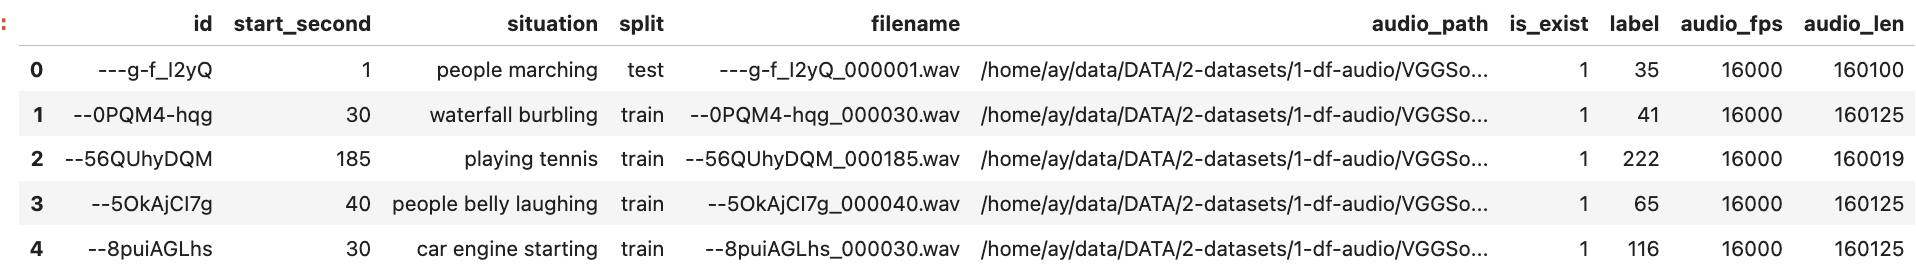 :
id start_second situation split filename audio_path is_exist label audio_fps audio_len
0 ---g-f_I2yQ 1 people marching test ---g-f_I2yQ_000001.wav /home/ay/data/DATA/2-datasets/1-df-audio/VGGSo... 1 35 16000 160100
1 --0PQM4-hqg 30 waterfall burbling train --0PQM4-hqg_000030.wav /home/ay/data/DATA/2-datasets/1-df-audio/VGGSo... 1 41 16000 160125
2 --56QUhyDQM 185 playing tennis train --56QUhyDQM_000185.wav /home/ay/data/DATA/2-datasets/1-df-audio/VGGSo... 1 222 16000 160019
3 --5OkAjCI7g 40 people belly laughing train --5OkAjCI7g_000040.wav /home/ay/data/DATA/2-datasets/1-df-audio/VGGSo... 1 65 16000 160125
4 --8puiAGLhs 30 car engine starting train --8puiAGLhs_000030.wav /home/ay/data/DATA/2-datasets/1-df-audio/VGGSo... 1 116 16000 160125